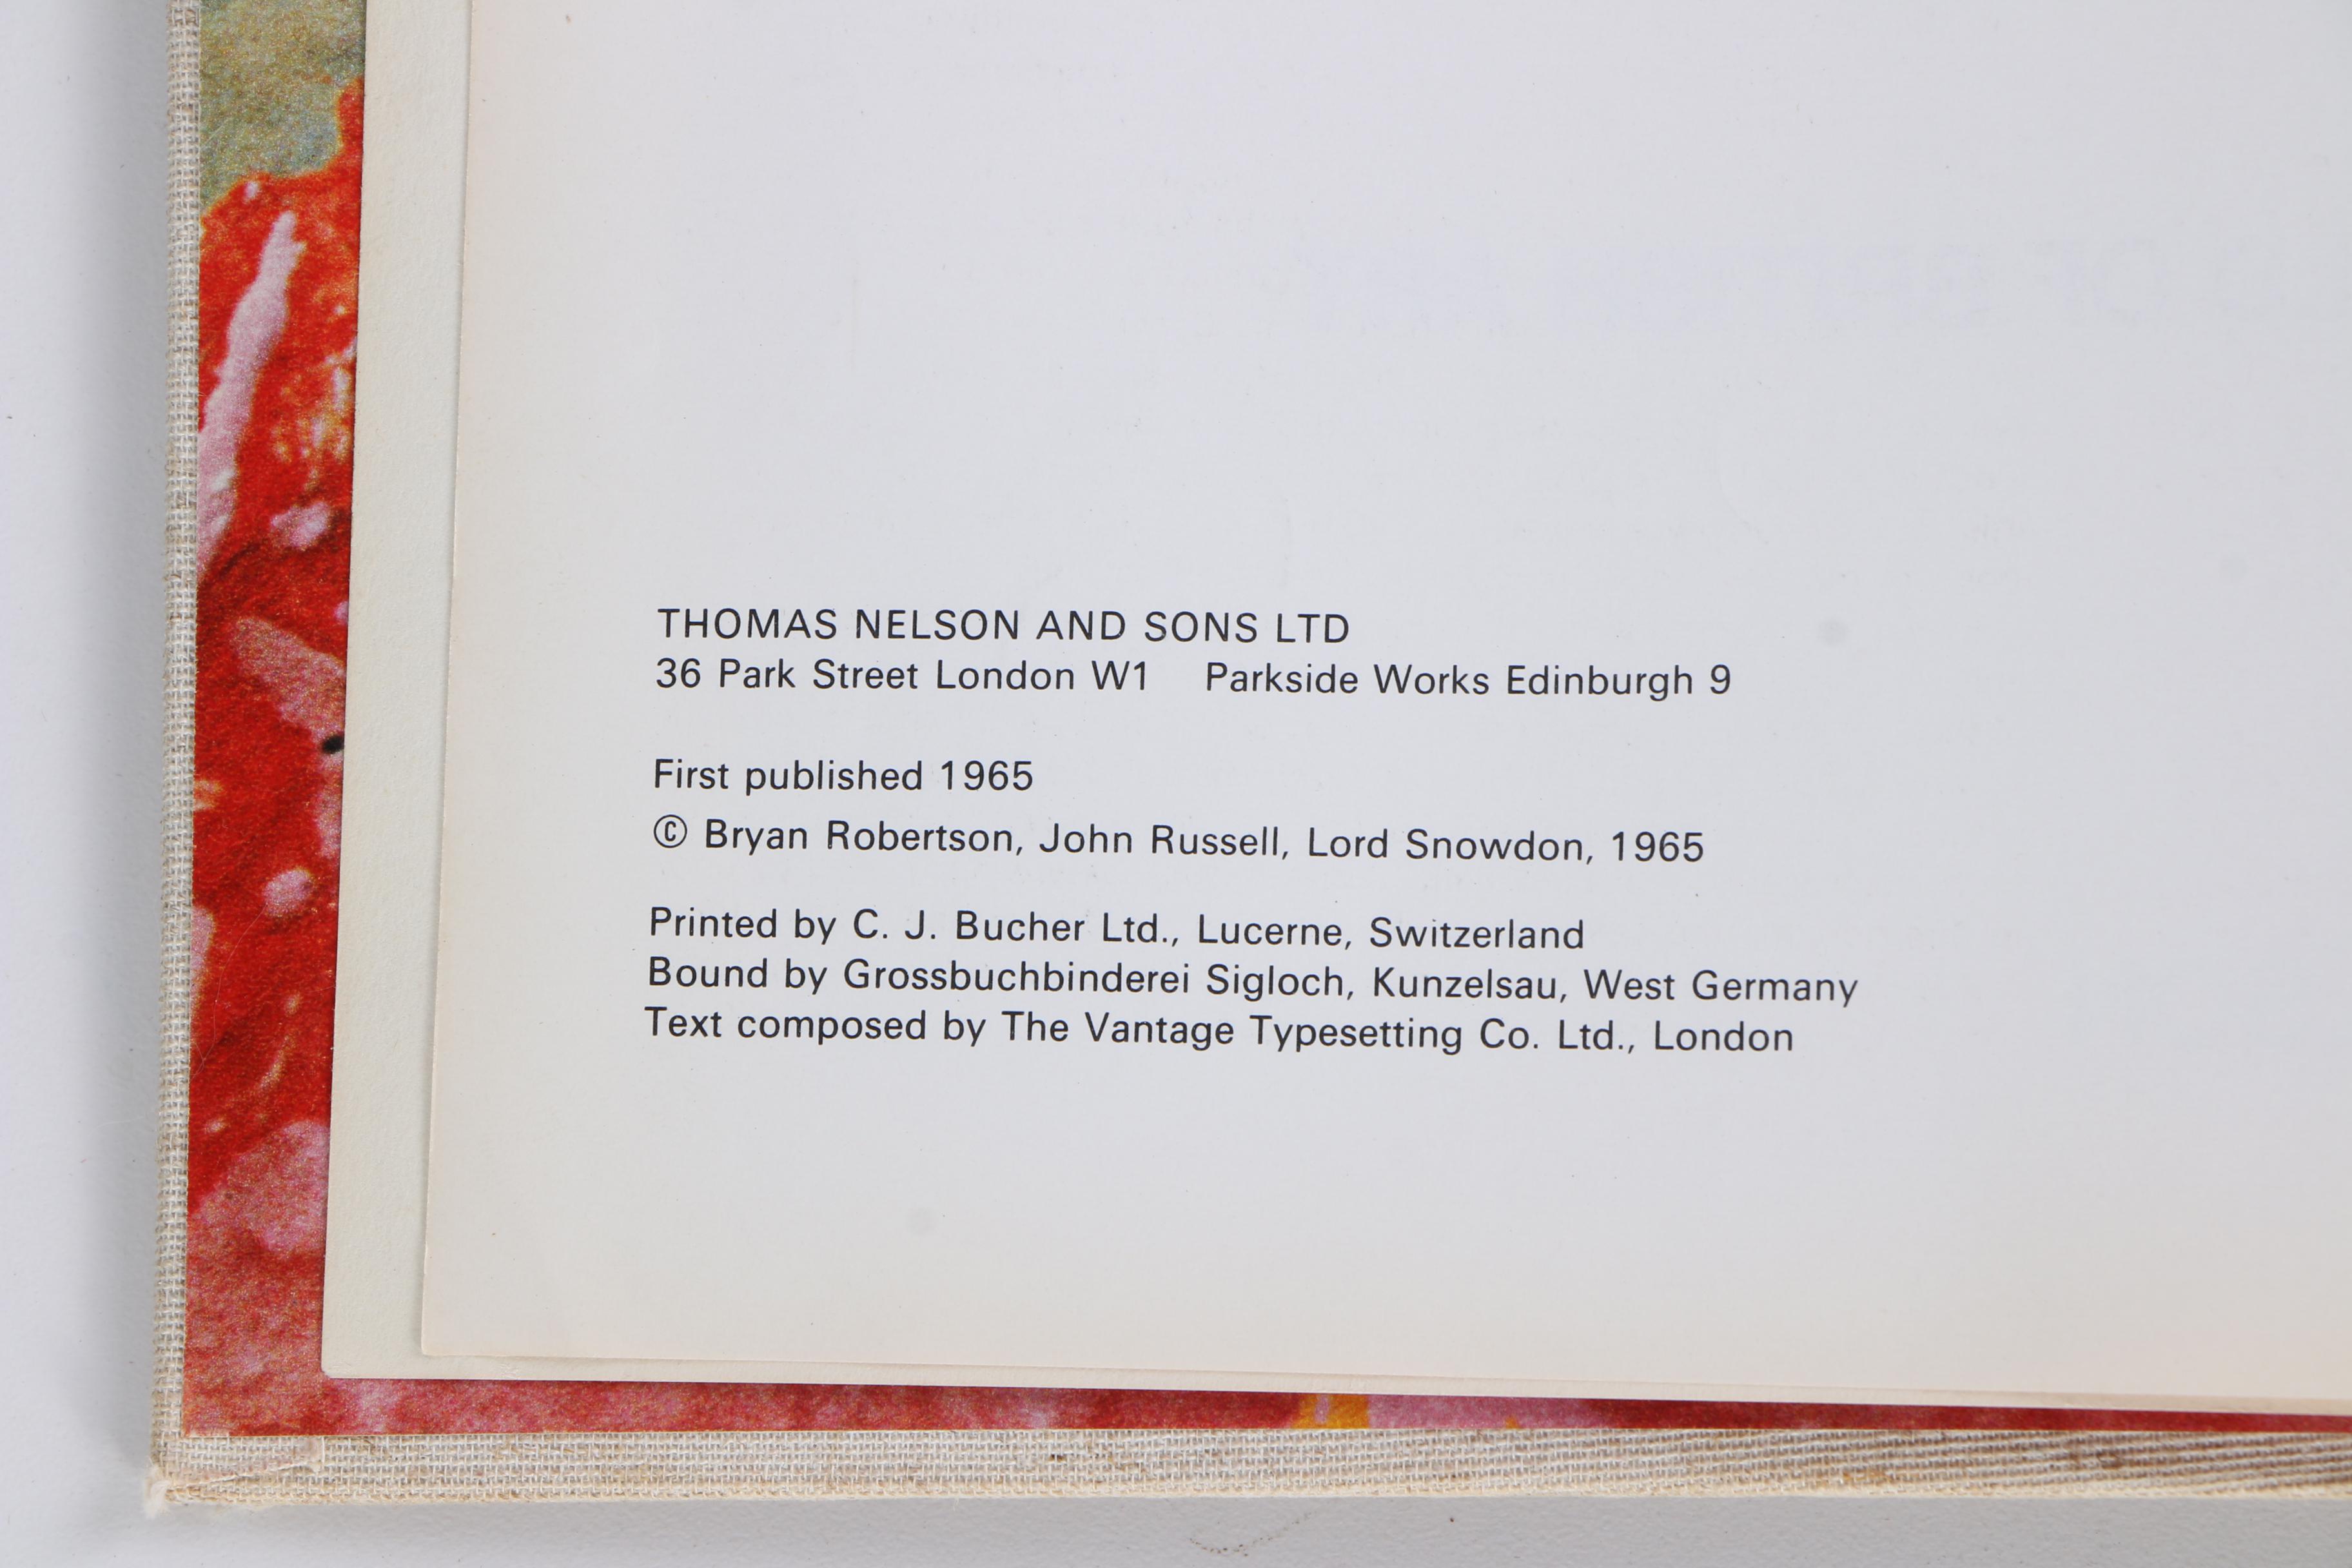 THOMAS NELSON AND SONS LTD
36 Park Street London W1 Parkside Works Edinburgh 9
First published 1965
© Bryan Robertson, John Russell, Lord Snowdon, 1965
Printed by C. J. Bucher Ltd., Lucerne, Switzerland
Bound by Grossbuchbinderei Sigloch, Kunzelsau, West Germany
Text composed by The Vantage Typesetting Co. Ltd., London